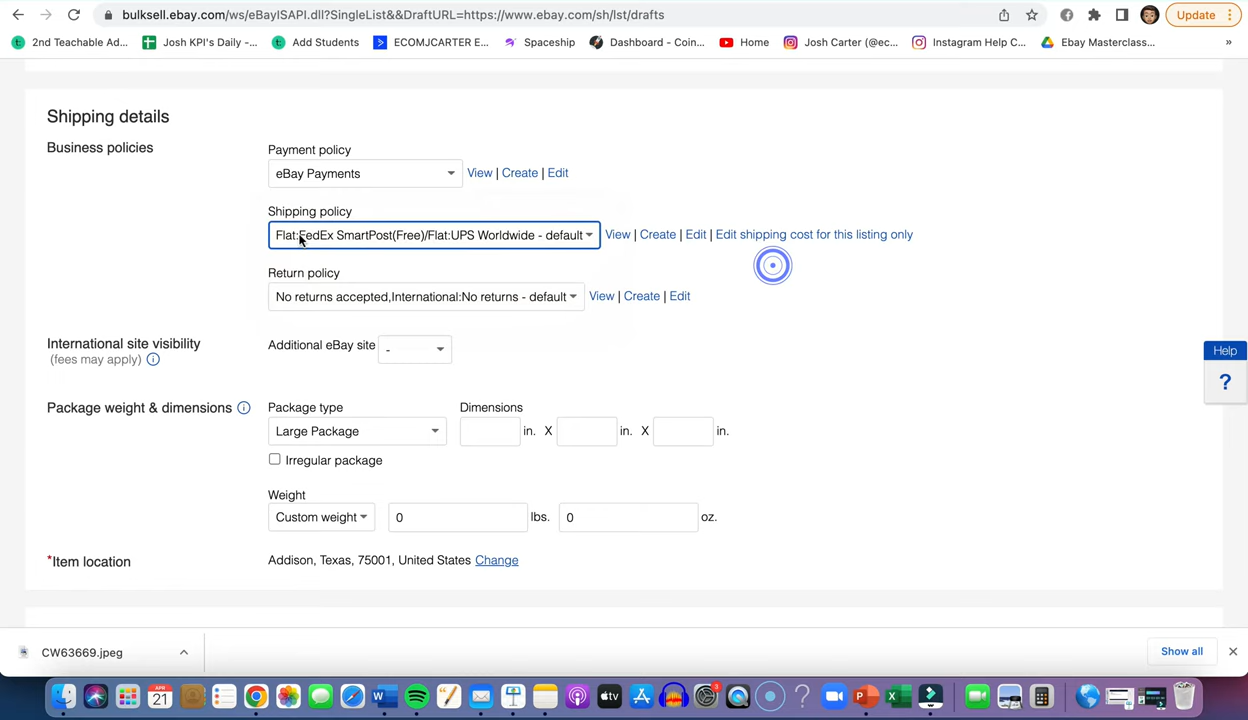 bulksell.ebay.com/ws/eBayISAPI.dll?SingleList&&DraftURL=https://www.ebay.com/sh/lst/drafts
Update
2nd Teachable Ad...
Josh KPI's Daily -...
Add Students
ECOMJCARTER E...
Spaceship
Dashboard - Coin...
Home
Josh Carter (@ec...
Instagram Help C...
Ebay Masterclass...
»
Shipping details
Business policies
Payment policy
eBay Payments
View | Create | Edit
Shipping policy
Flat:FedEx SmartPost(Free)/Flat:UPS Worldwide - default
View | Create | Edit | Edit shipping cost for this listing only
Return policy
No returns accepted,International:No returns - default
View | Create | Edit
International site visibility
(fees may apply)
Additional eBay site
-
Help
?
Package weight & dimensions
Package type
Dimensions
Large Package
in. X in. X in.
Irregular package
Weight
Custom weight
0 lbs. 0 oz.
*Item location
Addison, Texas, 75001, United States Change
CW63669.jpeg
Show all
APR
21
tv
3